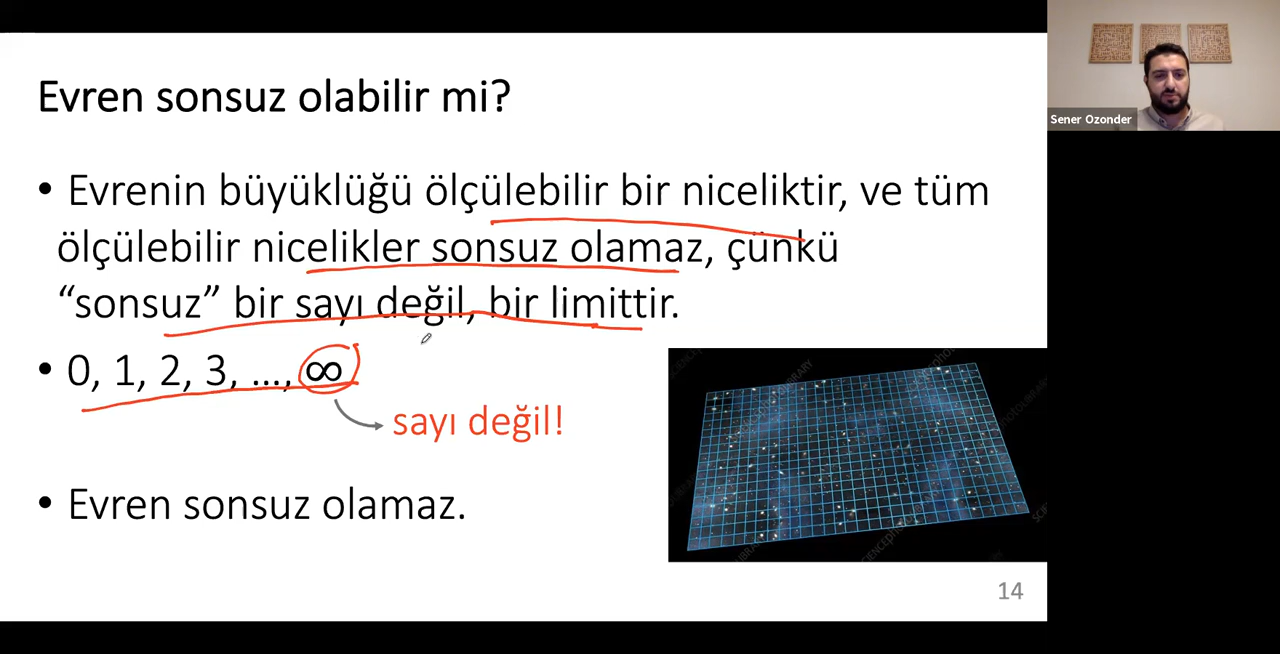 Evren sonsuz olabilir mi?
• Evrenin büyüklüğü ölçülebilir bir niceliktir, ve tüm
ölçülebilir nicelikler sonsuz olamaz, çünkü
“sonsuz” bir sayı değil, bir limittir.
• 0, 1, 2, 3, …, ∞
sayı değil!
• Evren sonsuz olamaz.
14
Sener Ozonder